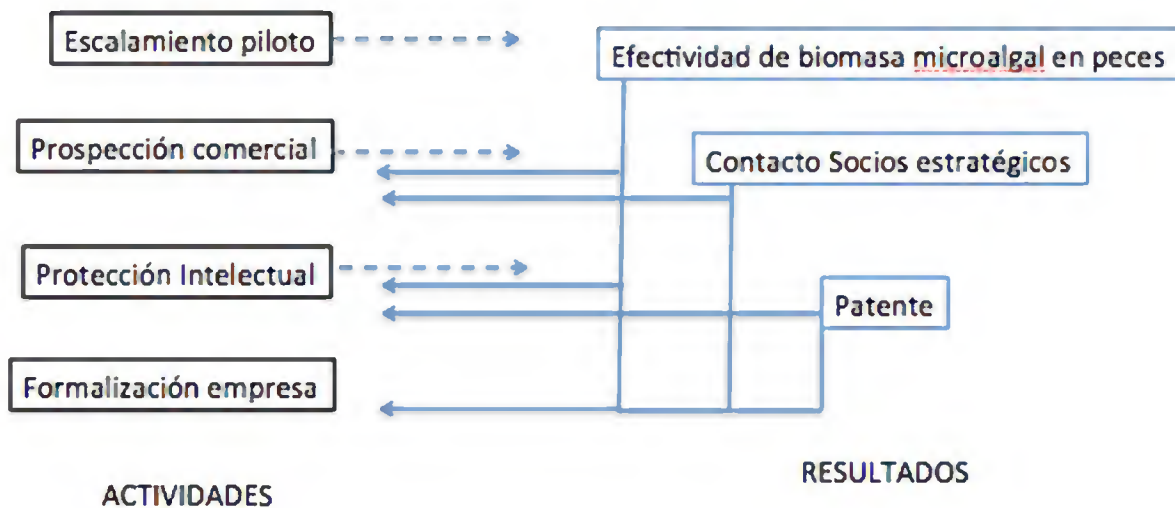 Escalamiento piloto
Efectividad de biomasa microalgal en peces
Prospección comercial
Contacto Socios estratégicos
Protección Intelectual
Patente
Formalización empresa
RESULTADOS
ACTIVIDADES